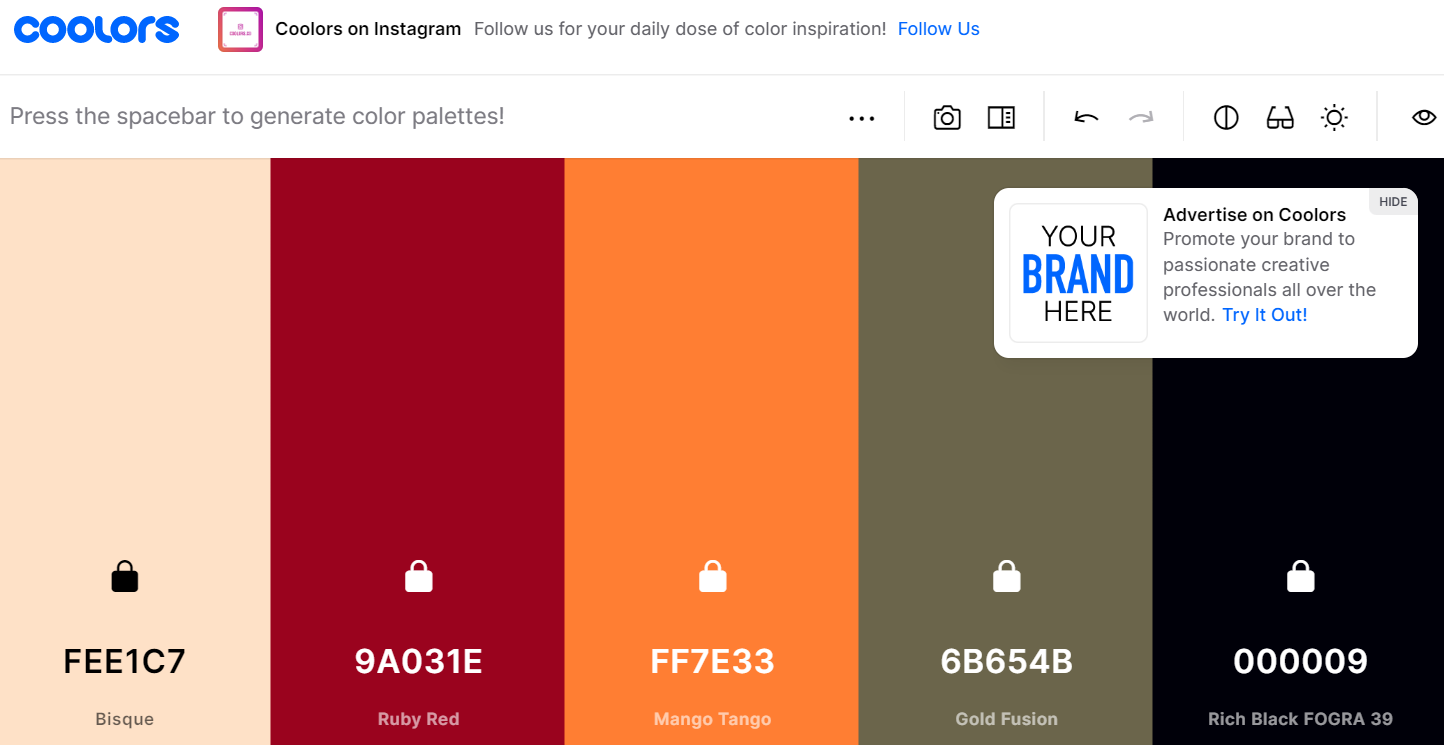 coolors
Coolors on Instagram Follow us for your daily dose of color inspiration! Follow Us
Press the spacebar to generate color palettes!
HIDE
YOUR
BRAND
HERE
Advertise on Coolors
Promote your brand to
passionate creative
professionals all over the
world. Try It Out!
FEE1C7
Bisque
9A031E
Ruby Red
FF7E33
Mango Tango
6B654B
Gold Fusion
000009
Rich Black FOGRA 39